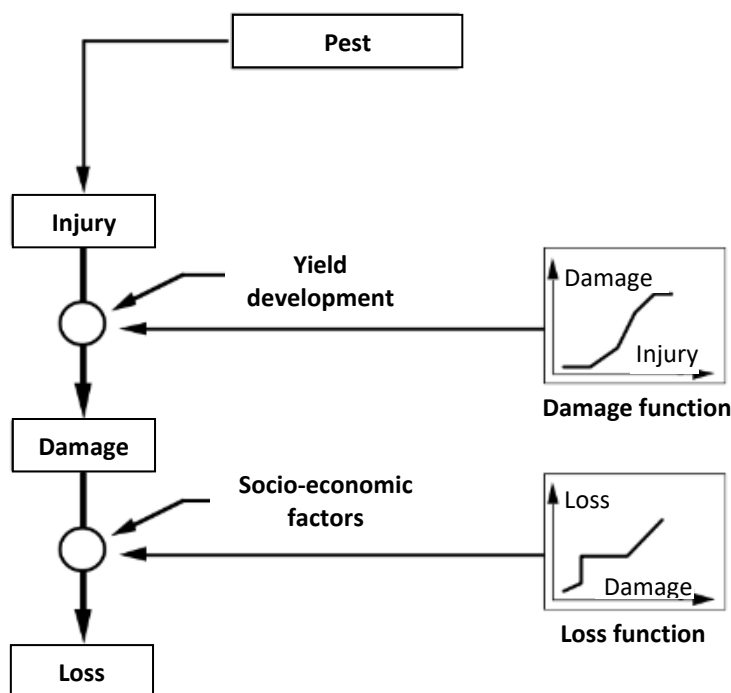 Pest
Injury
Yield
development
Damage
Injury
Damage function
Damage
Socio-economic
factors
Loss
Damage
Loss function
Loss